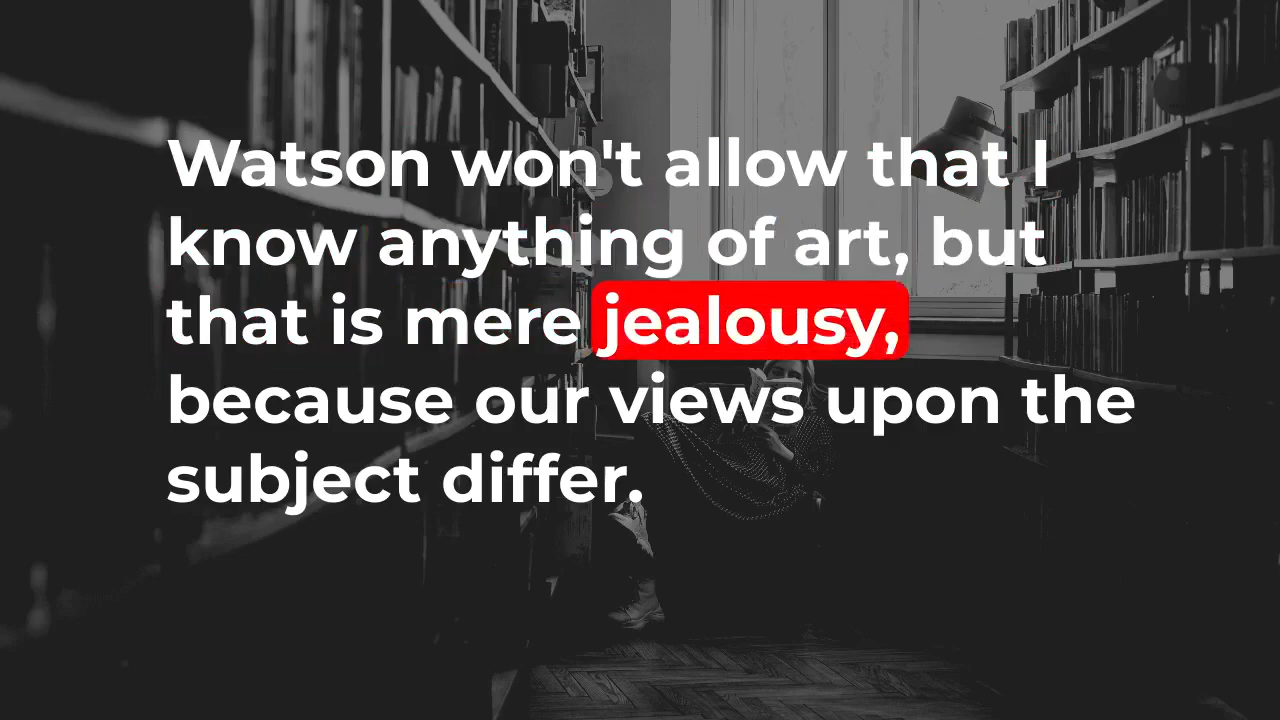 Watson won't allow that I
know anything of art, but
that is mere jealousy,
because our views upon the
subject differ.